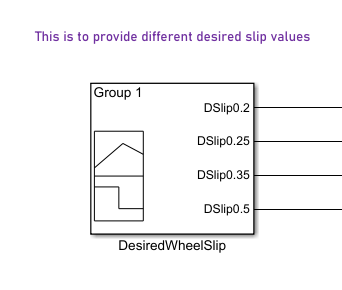 This is to provide different desired slip values
Group 1
DSlip0.2
DSlip0.25
DSlip0.35
DSlip0.5
DesiredWheelSlip